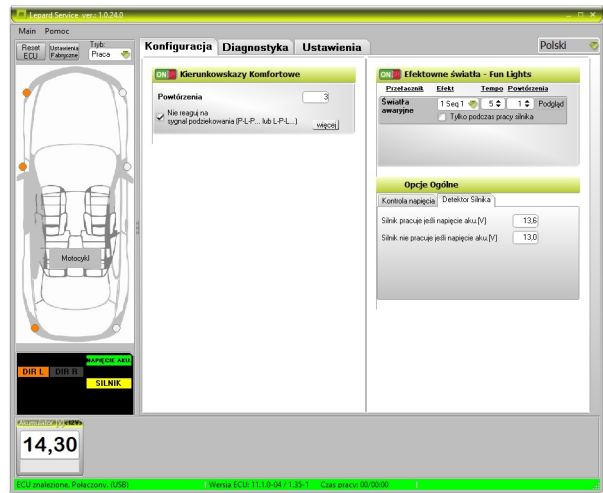 Lepard Service ver.: 1.0.24.0
Main Pomoc
Reset ECU
Ustawienia Fabryczne
Tryb:
Praca
Konfiguracja Diagnostyka Ustawienia
Polski
ON Kierunkowskazy Komfortowe
Powtórzenia 3
Nie reaguj na
sygnał podziekowania (P-L-P... lub L-P-L...)
więcej
ON Efektowne światła - Fun Lights
Przełacznik Efekt Tempo Powtórzenia
Światła awaryjne
1 Seq 1 5 1 Podgląd
Tylko podczas pracy silnika
Opcje Ogólne
Kontrola napięcia Detektor Silnika
Silnik pracuje jeśli napięcie aku.[V] 13,6
Silnik nie pracuje jeśli napięcie aku.[V] 13,0
Motocykl
NAPIĘCIE AKU.
DIR L DIR R
SILNIK
14,30
ECU znalezione. Połączony. (USB)
Wersja ECU: 11.1.0-04 / 1.35-1 Czas pracy: 00/00:00